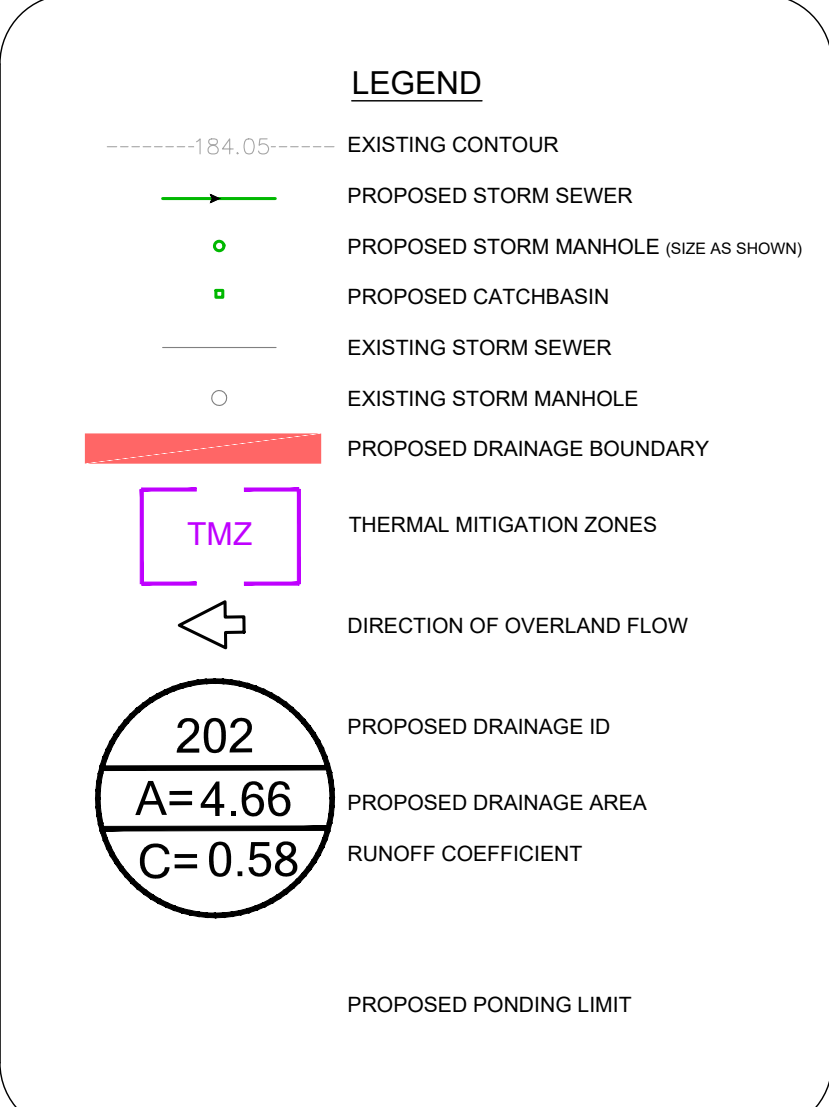 LEGEND
184.05 EXISTING CONTOUR
PROPOSED STORM SEWER
PROPOSED STORM MANHOLE (SIZE AS SHOWN)
PROPOSED CATCHBASIN
EXISTING STORM SEWER
EXISTING STORM MANHOLE
PROPOSED DRAINAGE BOUNDARY
TMZ THERMAL MITIGATION ZONES
DIRECTION OF OVERLAND FLOW
202 PROPOSED DRAINAGE ID
A=4.66 PROPOSED DRAINAGE AREA
C=0.58 RUNOFF COEFFICIENT
PROPOSED PONDING LIMIT